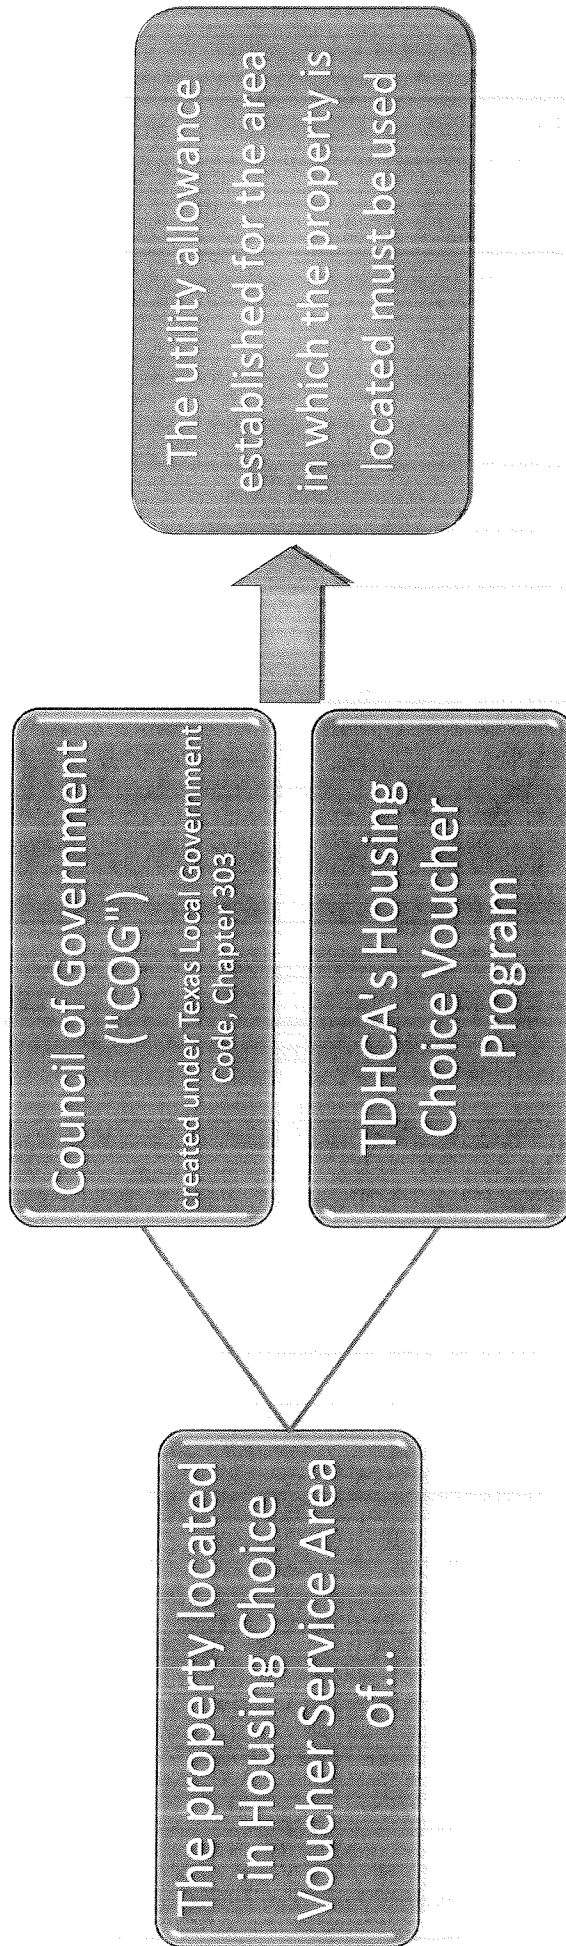 The property located
in Housing Choice
Voucher Service Area
of...
Council of Government
("COG")
created under Texas Local Government
Code, Chapter 303
TDHCA's Housing
Choice Voucher
Program
The utility allowance
established for the area
in which the property is
located must be used